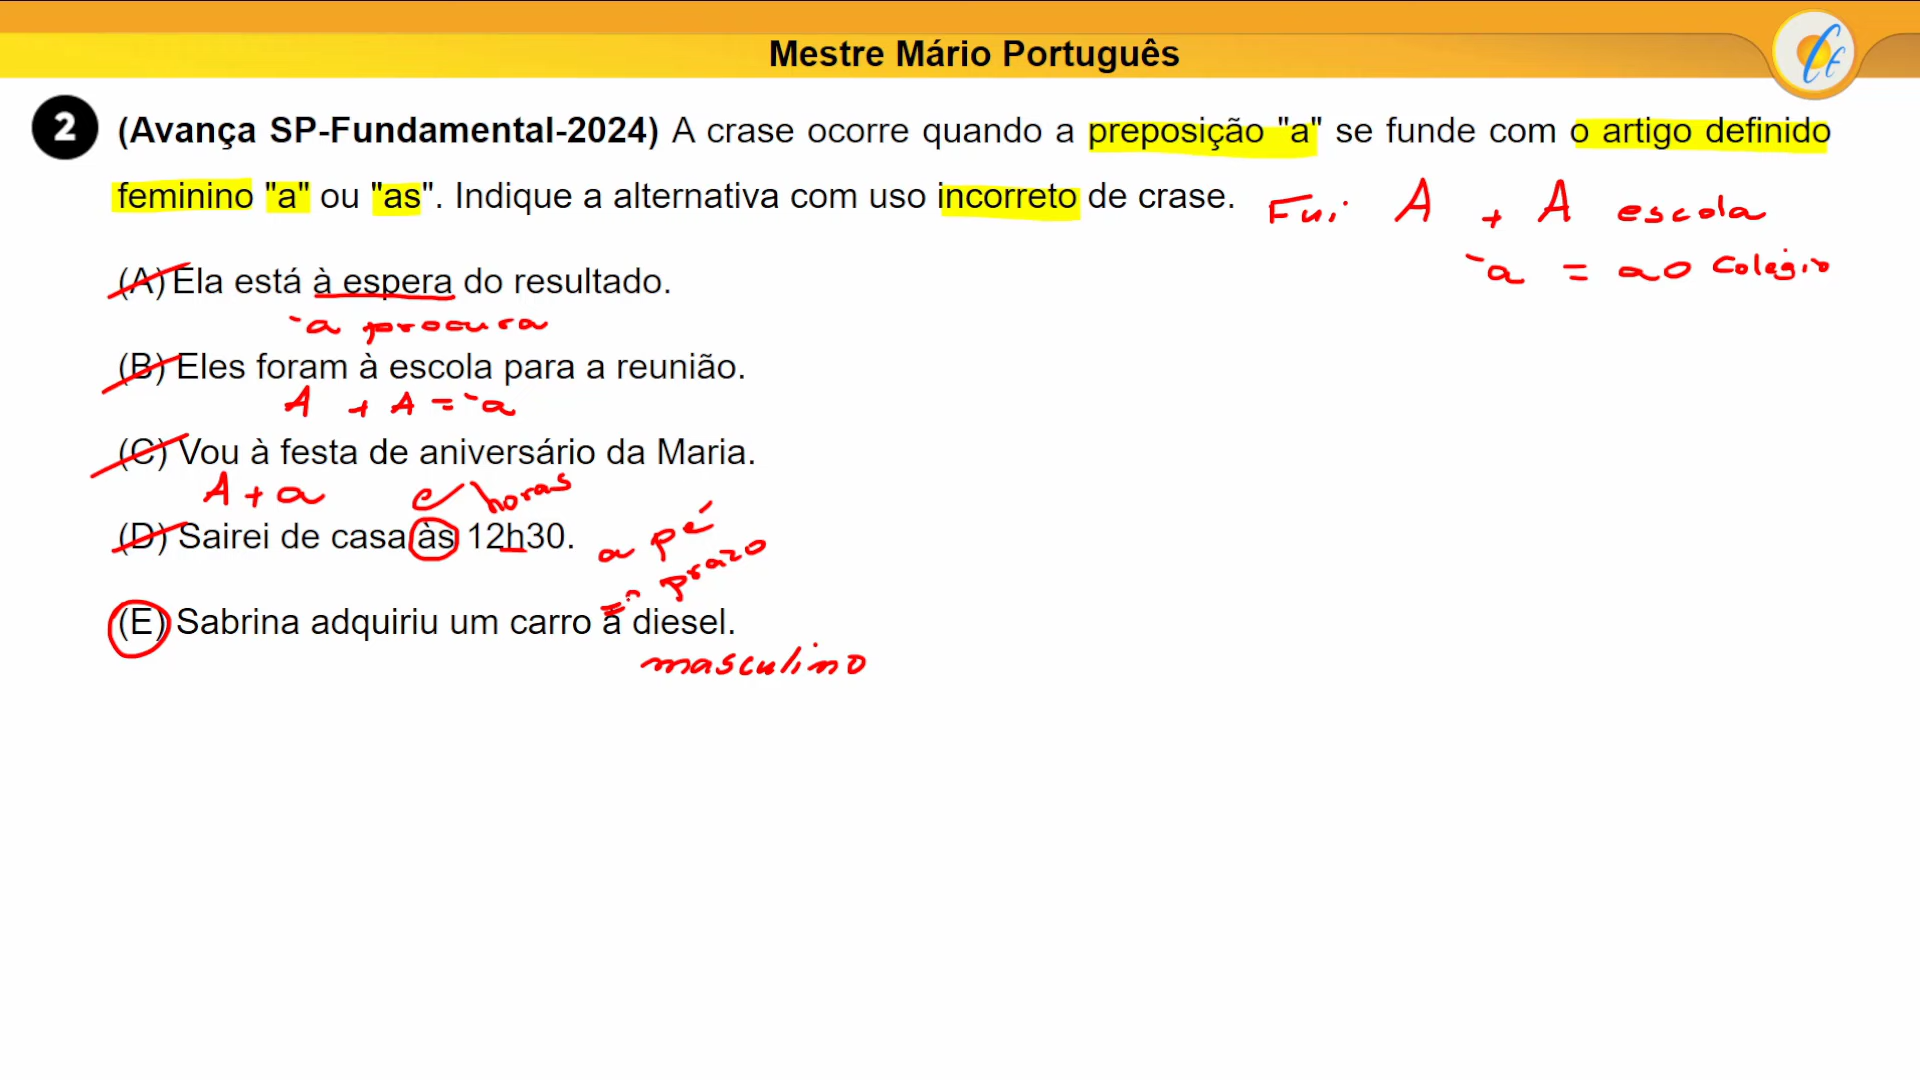 Mestre Mário Português
2 (Avança SP-Fundamental-2024) A crase ocorre quando a preposição "a" se funde com o artigo definido
feminino "a" ou "as". Indique a alternativa com uso incorreto de crase.
Fui A + A escola
`a = ao colégio
(A) Ela está à espera do resultado.
`a procura
(B) Eles foram à escola para a reunião.
A + A = `a
(C) Vou à festa de aniversário da Maria.
A + a
horas
(D) Sairei de casa às 12h30.
a pé
prazo
(E) Sabrina adquiriu um carro à diesel.
masculino